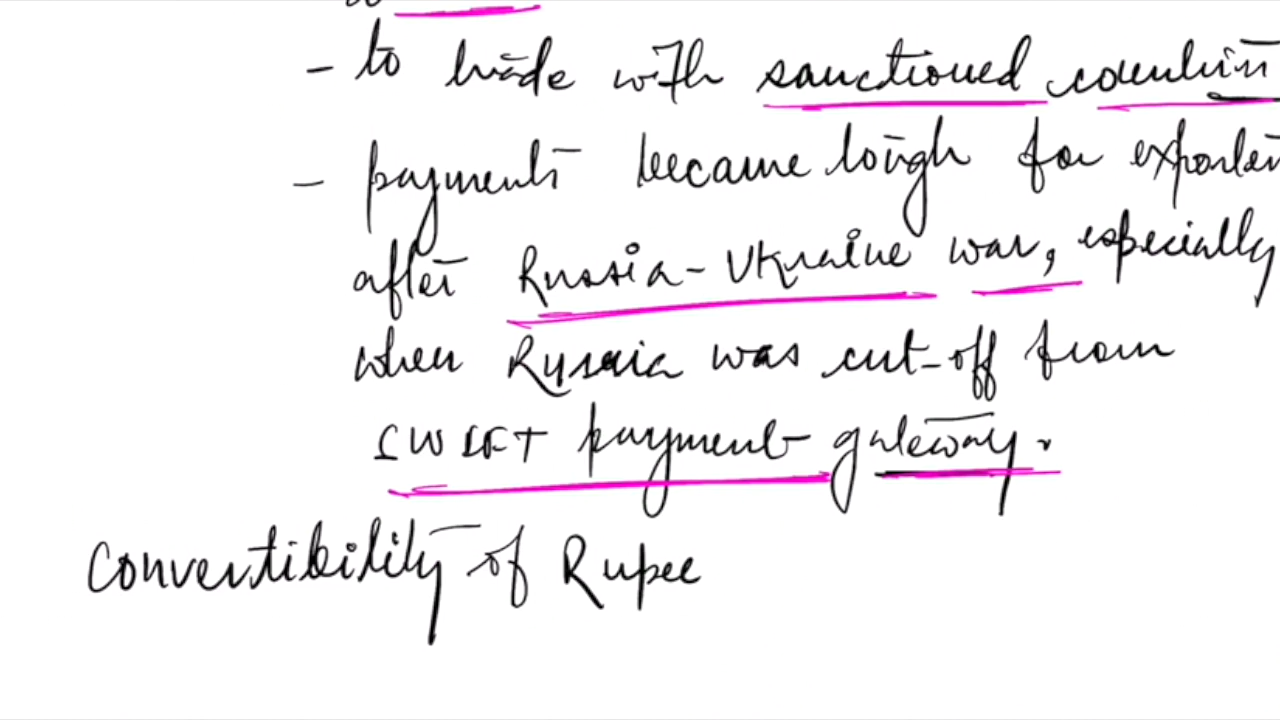 - to trade with sanctioned countries
- payments became tough for exporters
after Russia-Ukraine war, especially
when Russia was cut-off from
SWIFT payment gateway.
Convertibility of Rupee